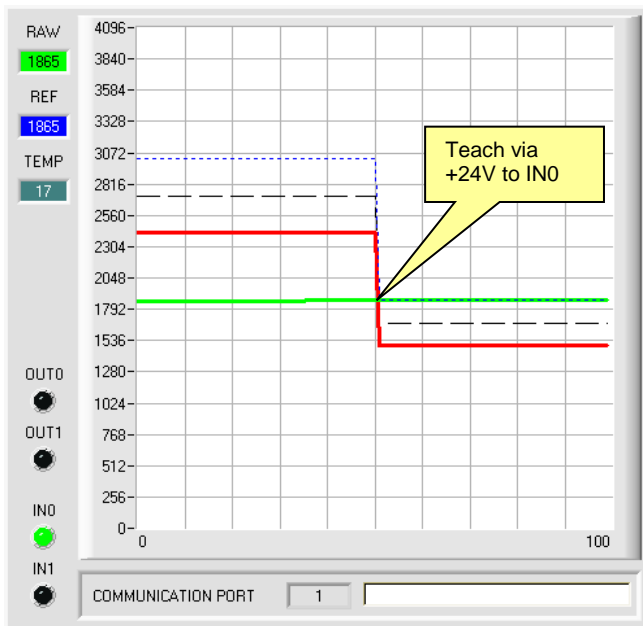 RAW
1865
REF
1865
TEMP
17
OUT0
OUT1
IN0
IN1
4096
3840
3584
3328
3072
2816
2560
2304
2048
1792
1536
1280
1024
768
512
256
0
0 100
Teach via
+24V to IN0
COMMUNICATION PORT 1